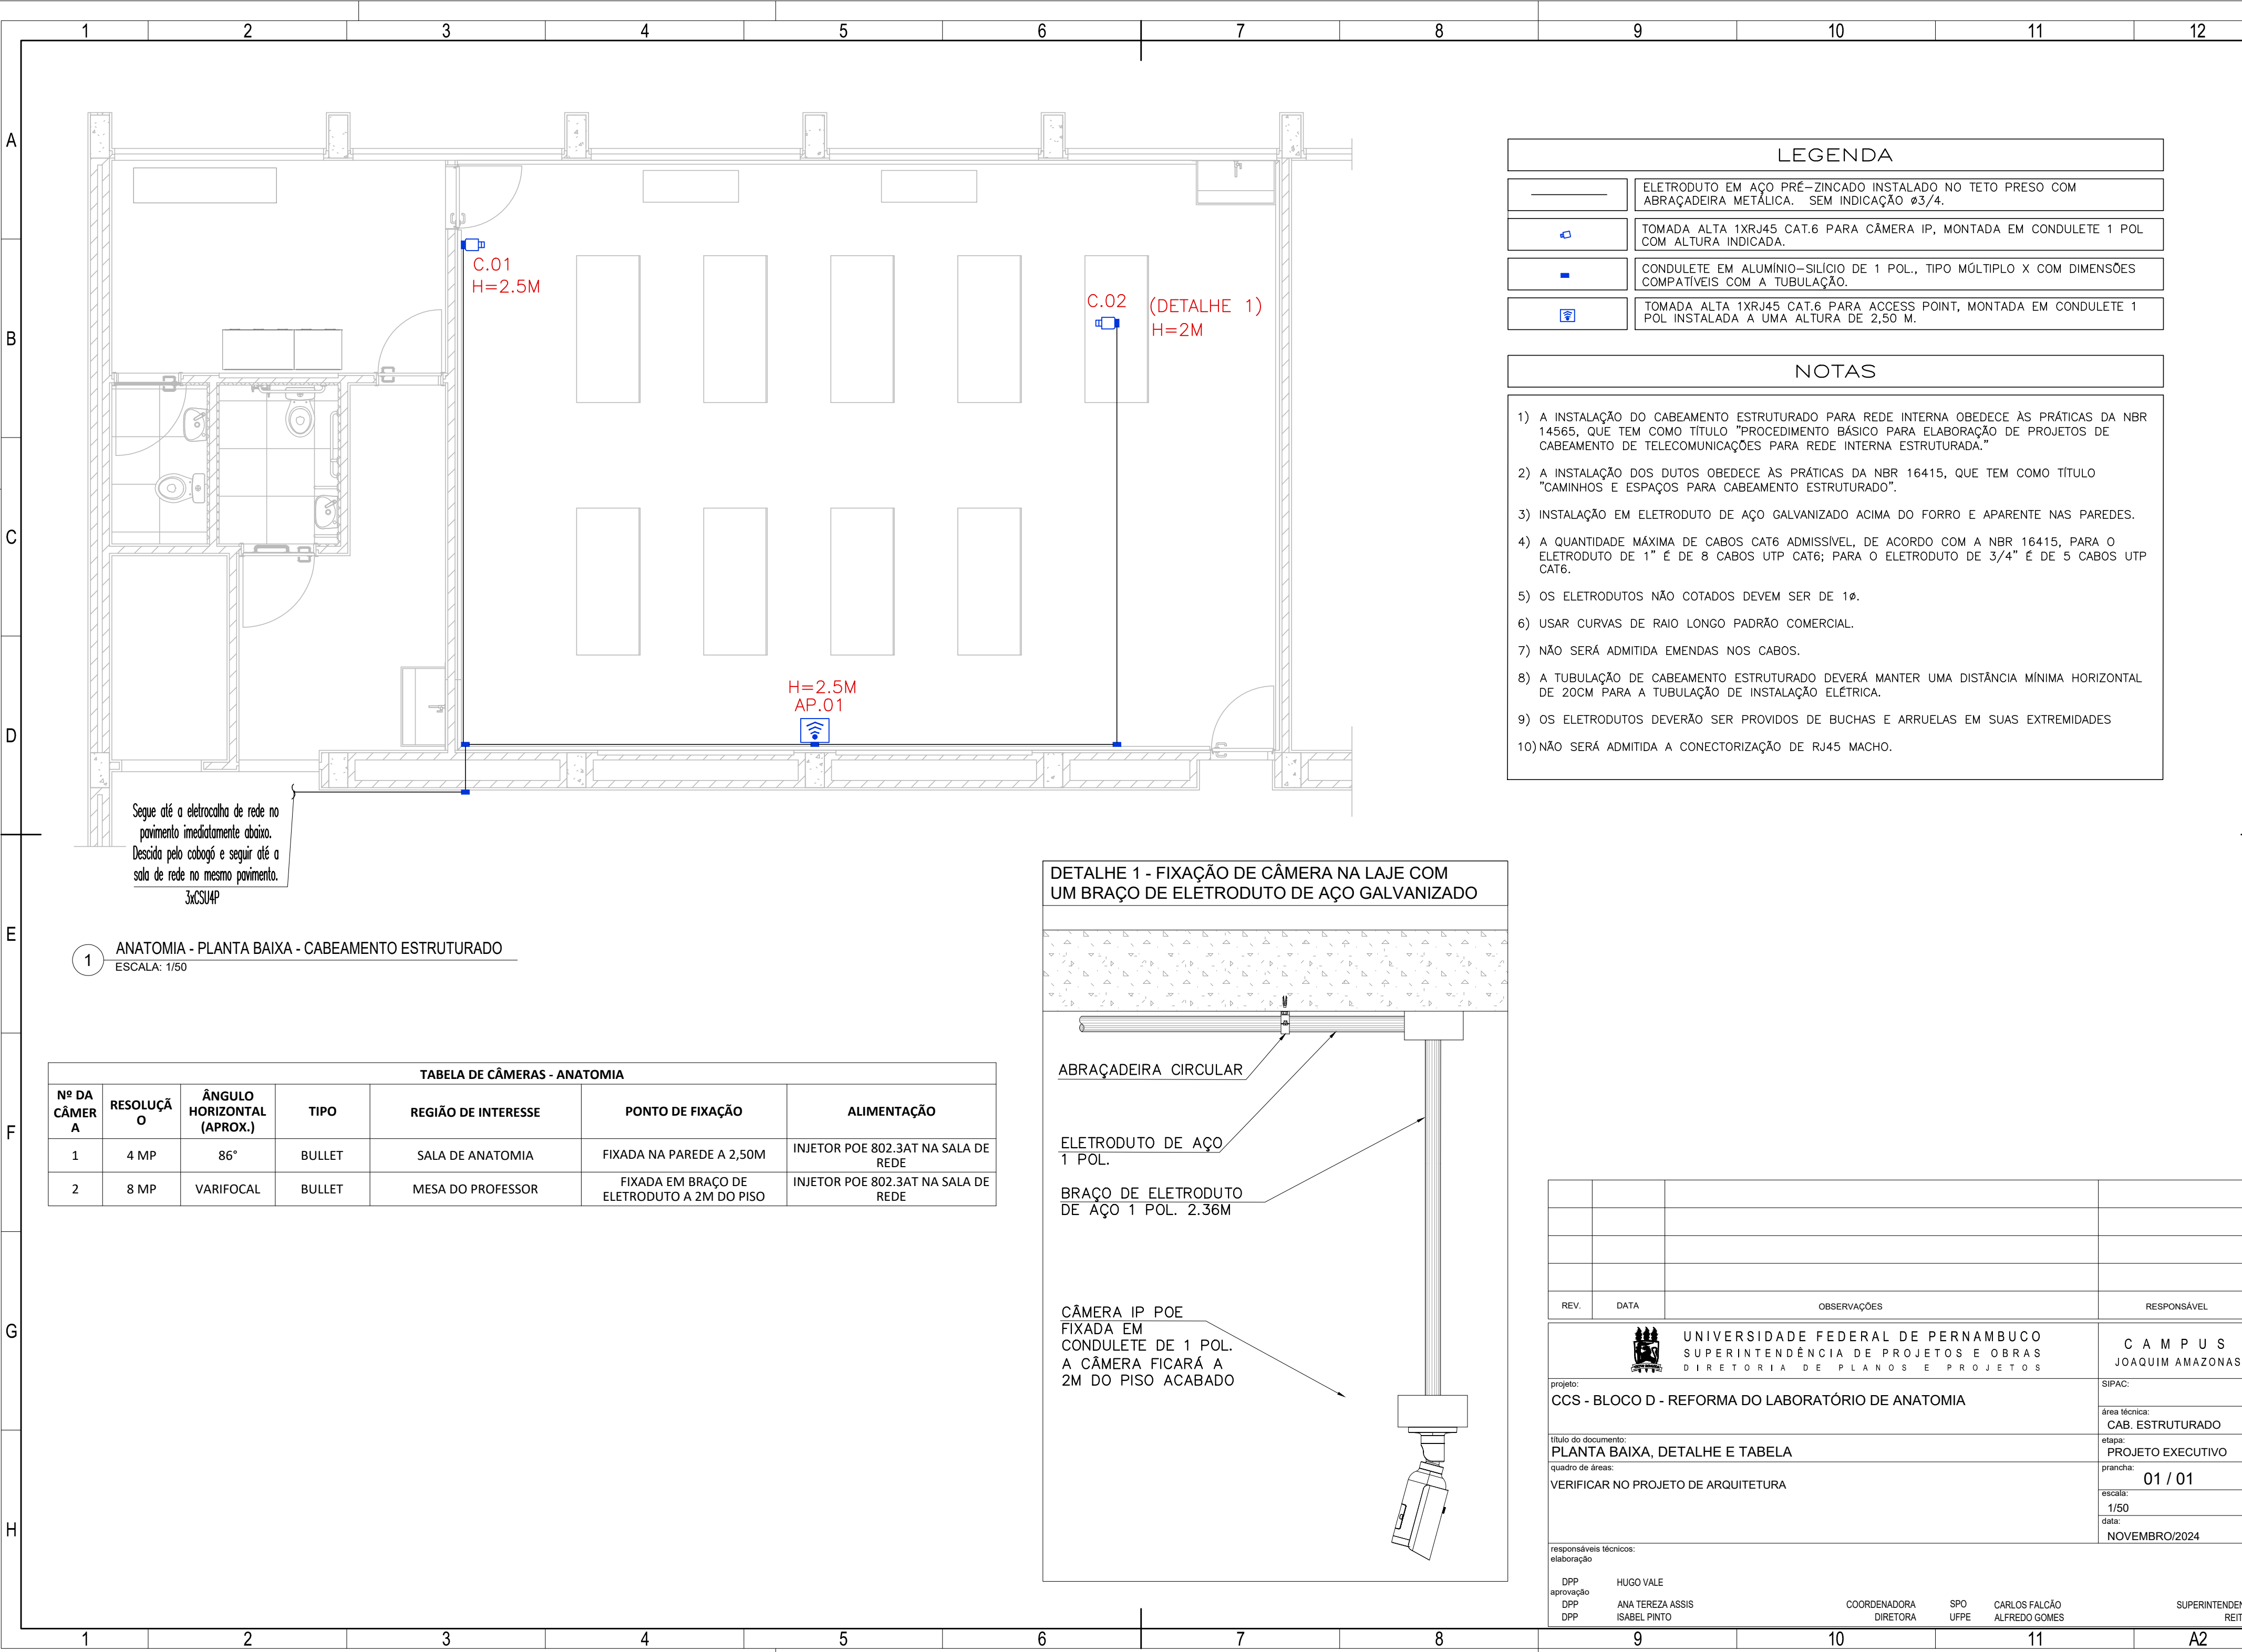 1 2 3 4 5 6 7 8 9 10 11 12
A
B
C
D
E
F
G
H
C.01
H=2.5M
C.02 (DETALHE 1)
H=2M
H=2.5M
AP.01
Segue até a eletrocalha de rede no
pavimento imediatamente abaixo.
Descida pelo cobogó e seguir até a
sala de rede no mesmo pavimento.
3xCSU4P
1 ANATOMIA - PLANTA BAIXA - CABEAMENTO ESTRUTURADO
ESCALA: 1/50
LEGENDA
ELETRODUTO EM AÇO PRÉ-ZINCADO INSTALADO NO TETO PRESO COM
ABRAÇADEIRA METÁLICA. SEM INDICAÇÃO ø3/4.
TOMADA ALTA 1XRJ45 CAT.6 PARA CÂMERA IP, MONTADA EM CONDULETE 1 POL
COM ALTURA INDICADA.
CONDULETE EM ALUMÍNIO-SILÍCIO DE 1 POL., TIPO MÚLTIPLO X COM DIMENSÕES
COMPATÍVEIS COM A TUBULAÇÃO.
TOMADA ALTA 1XRJ45 CAT.6 PARA ACCESS POINT, MONTADA EM CONDULETE 1
POL INSTALADA A UMA ALTURA DE 2,50 M.
NOTAS
1) A INSTALAÇÃO DO CABEAMENTO ESTRUTURADO PARA REDE INTERNA OBEDECE ÀS PRÁTICAS DA NBR
14565, QUE TEM COMO TÍTULO "PROCEDIMENTO BÁSICO PARA ELABORAÇÃO DE PROJETOS DE
CABEAMENTO DE TELECOMUNICAÇÕES PARA REDE INTERNA ESTRUTURADA."
2) A INSTALAÇÃO DOS DUTOS OBEDECE ÀS PRÁTICAS DA NBR 16415, QUE TEM COMO TÍTULO
"CAMINHOS E ESPAÇOS PARA CABEAMENTO ESTRUTURADO".
3) INSTALAÇÃO EM ELETRODUTO DE AÇO GALVANIZADO ACIMA DO FORRO E APARENTE NAS PAREDES.
4) A QUANTIDADE MÁXIMA DE CABOS CAT6 ADMISSÍVEL, DE ACORDO COM A NBR 16415, PARA O
ELETRODUTO DE 1" É DE 8 CABOS UTP CAT6; PARA O ELETRODUTO DE 3/4" É DE 5 CABOS UTP
CAT6.
5) OS ELETRODUTOS NÃO COTADOS DEVEM SER DE 1ø.
6) USAR CURVAS DE RAIO LONGO PADRÃO COMERCIAL.
7) NÃO SERÁ ADMITIDA EMENDAS NOS CABOS.
8) A TUBULAÇÃO DE CABEAMENTO ESTRUTURADO DEVERÁ MANTER UMA DISTÂNCIA MÍNIMA HORIZONTAL
DE 20CM PARA A TUBULAÇÃO DE INSTALAÇÃO ELÉTRICA.
9) OS ELETRODUTOS DEVERÃO SER PROVIDOS DE BUCHAS E ARRUELAS EM SUAS EXTREMIDADES
10) NÃO SERÁ ADMITIDA A CONECTORIZAÇÃO DE RJ45 MACHO.
DETALHE 1 - FIXAÇÃO DE CÂMERA NA LAJE COM
UM BRAÇO DE ELETRODUTO DE AÇO GALVANIZADO
ABRAÇADEIRA CIRCULAR
ELETRODUTO DE AÇO
1 POL.
BRAÇO DE ELETRODUTO
DE AÇO 1 POL. 2.36M
CÂMERA IP POE
FIXADA EM
CONDULETE DE 1 POL.
A CÂMERA FICARÁ A
2M DO PISO ACABADO
TABELA DE CÂMERAS - ANATOMIA
Nº DA
CÂMER
A
RESOLUÇÃ
O
ÂNGULO
HORIZONTAL
(APROX.)
TIPO
REGIÃO DE INTERESSE
PONTO DE FIXAÇÃO
ALIMENTAÇÃO
1
4 MP
86°
BULLET
SALA DE ANATOMIA
FIXADA NA PAREDE A 2,50M
INJETOR POE 802.3AT NA SALA DE
REDE
2
8 MP
VARIFOCAL
BULLET
MESA DO PROFESSOR
FIXADA EM BRAÇO DE
ELETRODUTO A 2M DO PISO
INJETOR POE 802.3AT NA SALA DE
REDE
REV. DATA OBSERVAÇÕES RESPONSÁVEL
UNIVERSIDADE FEDERAL DE PERNAMBUCO
SUPERINTENDÊNCIA DE PROJETOS E OBRAS
DIRETORIA DE PLANOS E PROJETOS
CAMPUS
JOAQUIM AMAZONAS
projeto:
CCS - BLOCO D - REFORMA DO LABORATÓRIO DE ANATOMIA
SIPAC:
área técnica:
CAB. ESTRUTURADO
título do documento:
PLANTA BAIXA, DETALHE E TABELA
etapa:
PROJETO EXECUTIVO
quadro de áreas:
VERIFICAR NO PROJETO DE ARQUITETURA
prancha:
01 / 01
escala:
1/50
data:
NOVEMBRO/2024
responsáveis técnicos:
elaboração
DPP HUGO VALE
aprovação
DPP ANA TEREZA ASSIS COORDENADORA SPO CARLOS FALCÃO SUPERINTENDEN
DPP ISABEL PINTO DIRETORA UFPE ALFREDO GOMES REIT
1 2 3 4 5 6 7 8 9 10 11 A2